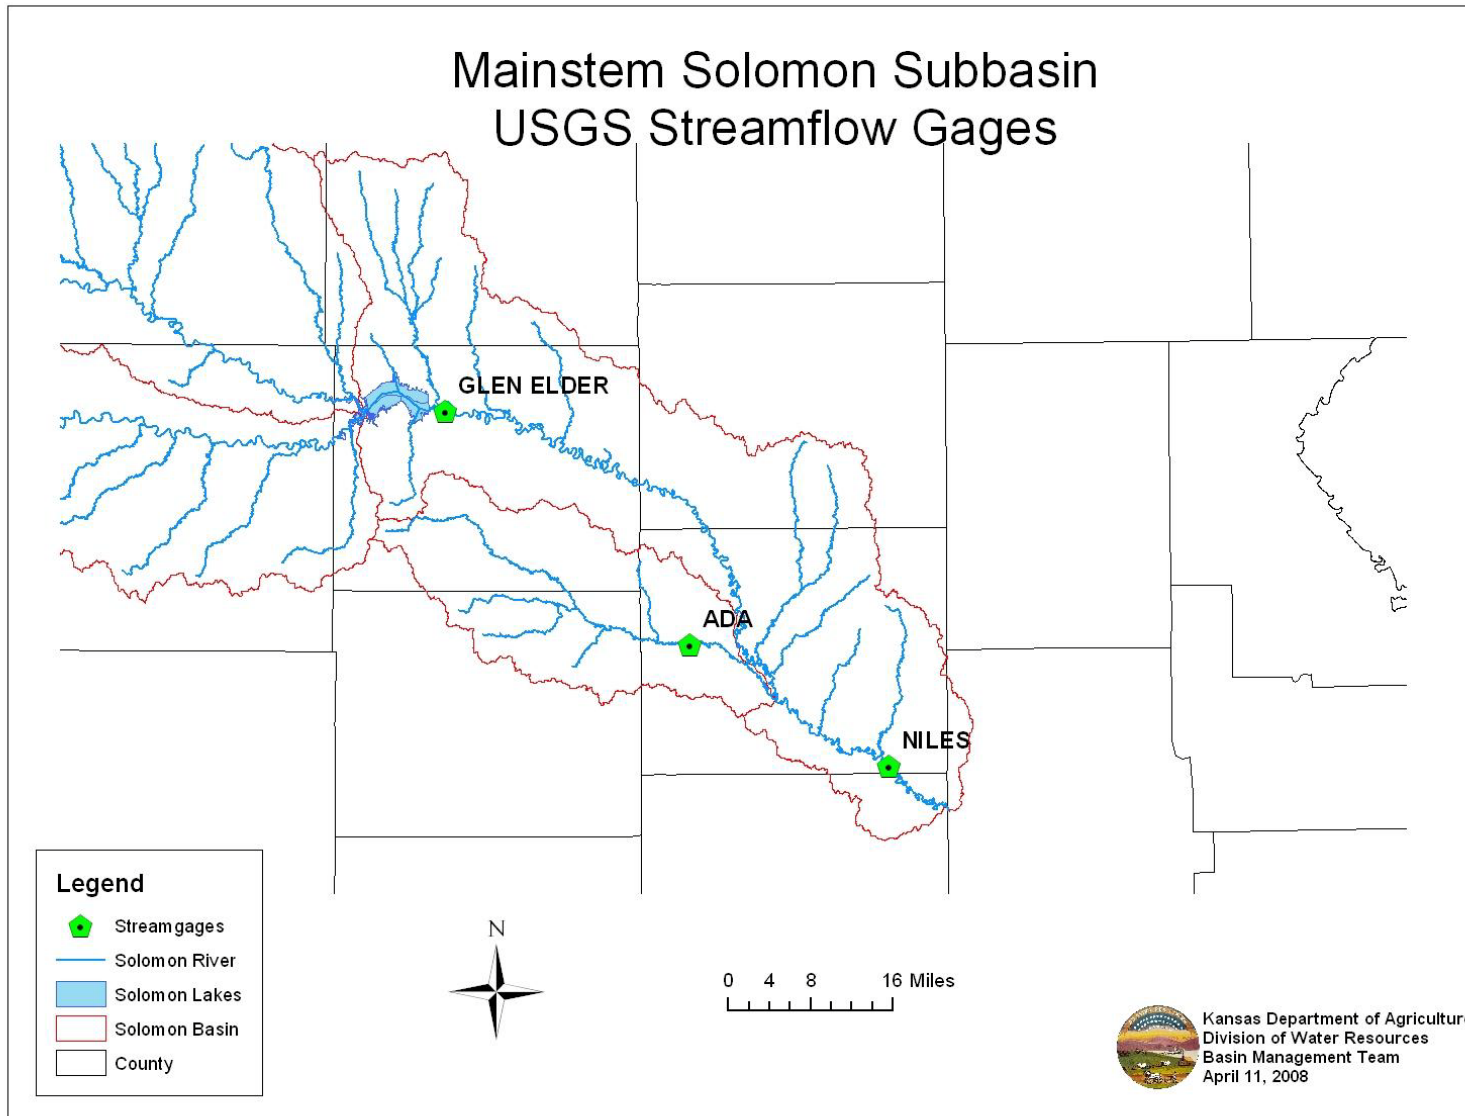 Mainstem Solomon Subbasin
USGS Streamflow Gages
GLEN ELDER
ADA
NILES
Legend
Streamgages
Solomon River
Solomon Lakes
Solomon Basin
County
N
0 4 8 16 Miles
Kansas Department of Agricultur
Division of Water Resources
Basin Management Team
April 11, 2008